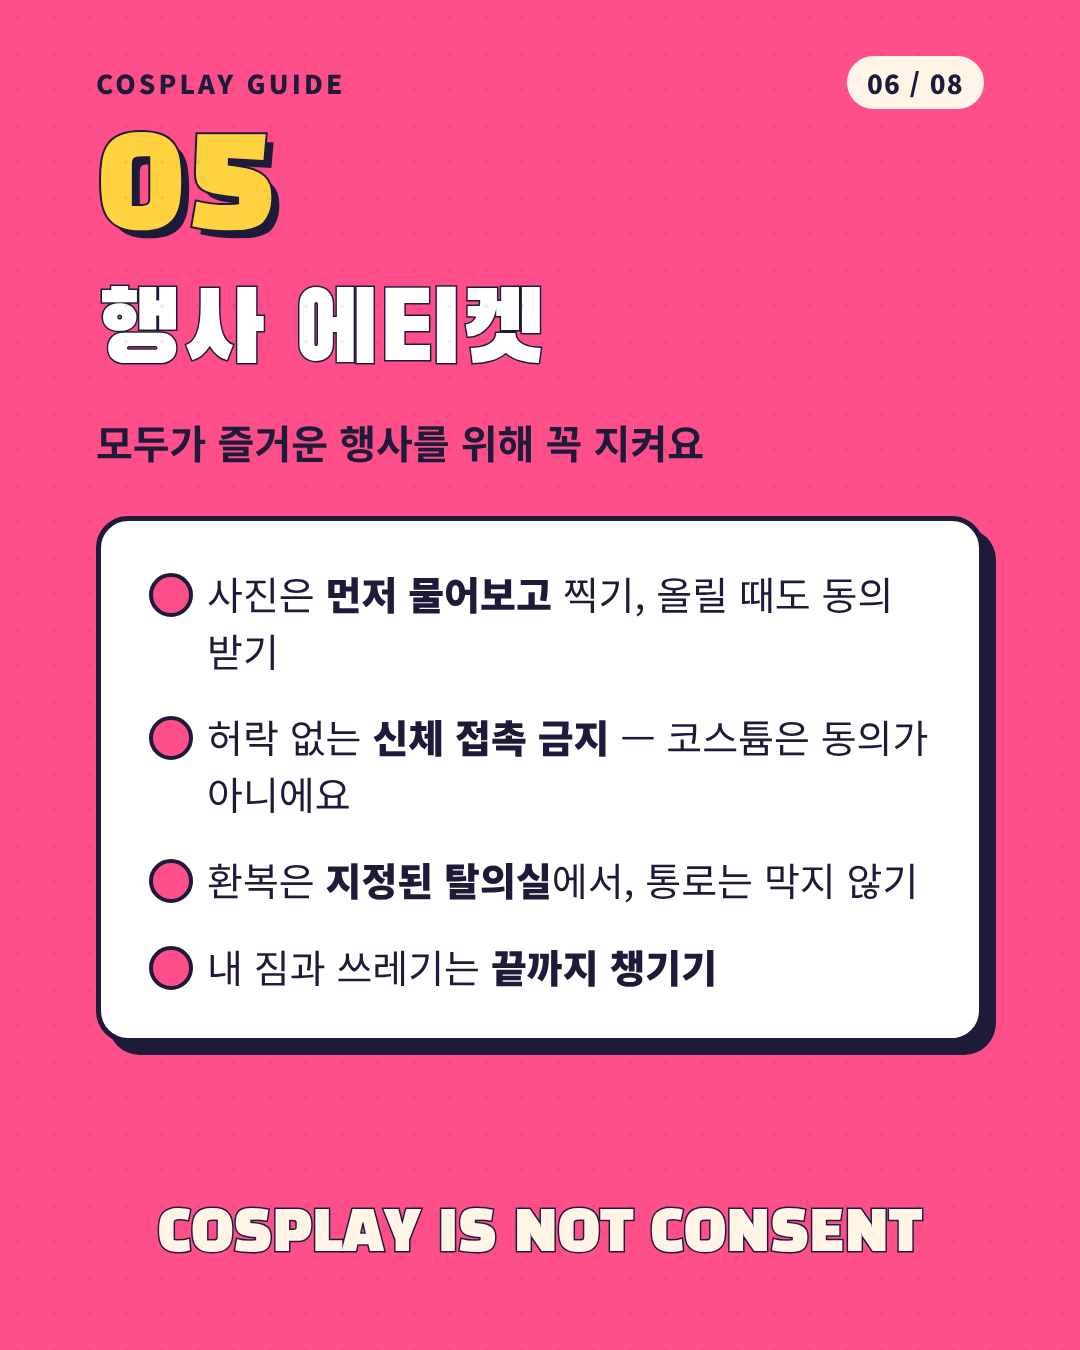 COSPLAY GUIDE
06 / 08
05
행사 에티켓
모두가 즐거운 행사를 위해 꼭 지켜요
사진은 먼저 물어보고 찍기, 올릴 때도 동의
받기
허락 없는 신체 접촉 금지 — 코스튬은 동의가
아니에요
환복은 지정된 탈의실에서, 통로는 막지 않기
내 짐과 쓰레기는 끝까지 챙기기
COSPLAY IS NOT CONSENT